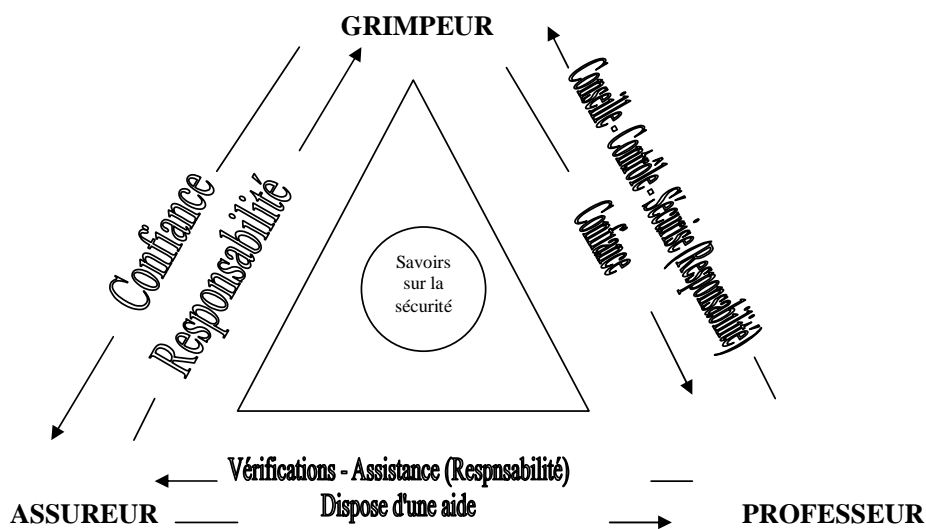 GRIMPEUR
Confiance
Responsabilité
Conseille - Contrôle - Sécurise (Responsabilité)
Confiance
Savoirs
sur la
sécurité
Vérifications - Assistance (Respnsabilité)
Dispose d'une aide
ASSUREUR
PROFESSEUR